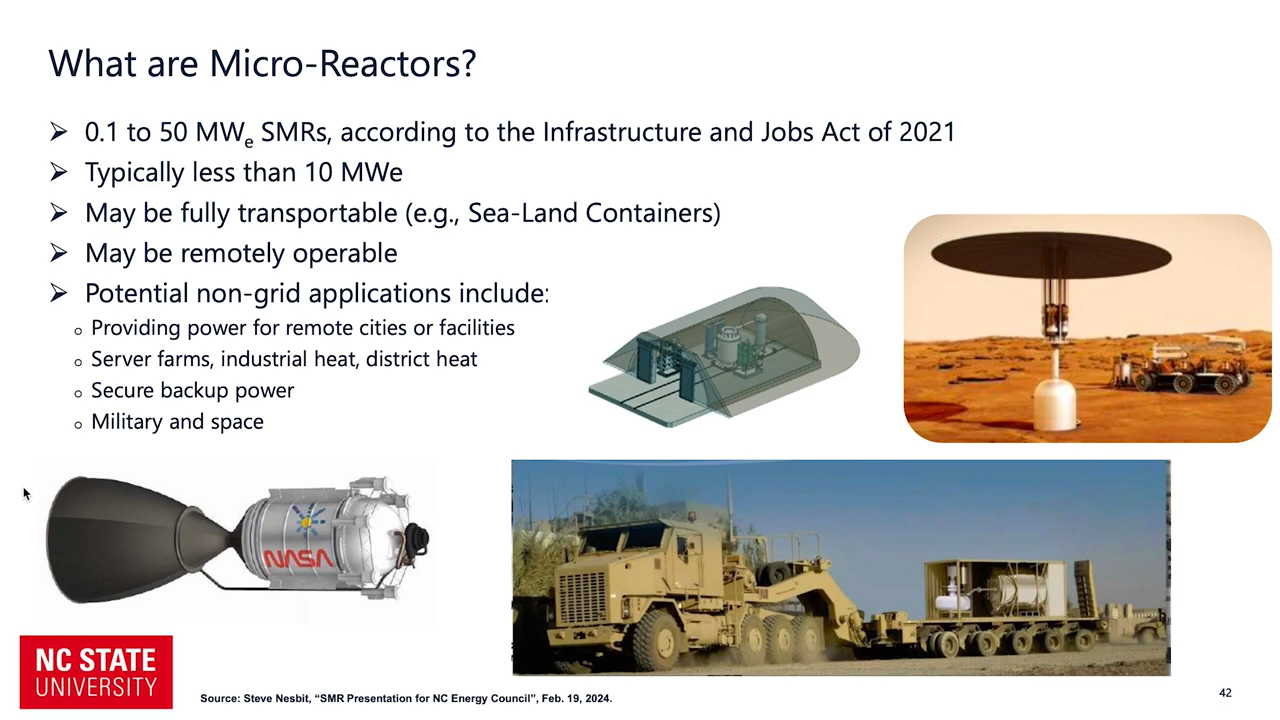 What are Micro-Reactors?
➢ 0.1 to 50 MWe SMRs, according to the Infrastructure and Jobs Act of 2021
➢ Typically less than 10 MWe
➢ May be fully transportable (e.g., Sea-Land Containers)
➢ May be remotely operable
➢ Potential non-grid applications include:
o Providing power for remote cities or facilities
o Server farms, industrial heat, district heat
o Secure backup power
o Military and space
NASA
NC STATE
UNIVERSITY
Source: Steve Nesbit, “SMR Presentation for NC Energy Council”, Feb. 19, 2024.
42